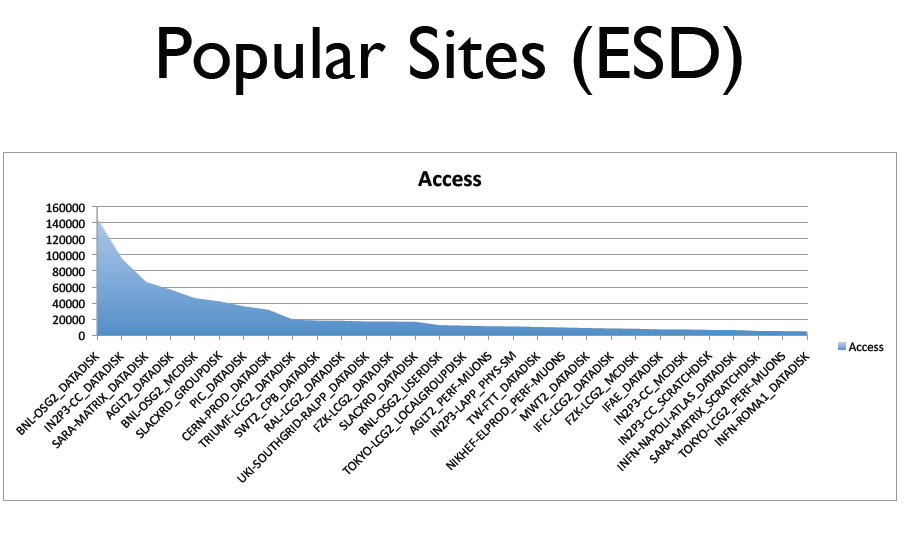 Popular Sites (ESD)
Access
160000
140000
120000
100000
80000
60000
40000
20000
0
Access
BNL-OSG2_DATADISK
IN2P3-CC_DATADISK
SARA-MATRIX_DATADISK
AGLT2_DATADISK
BNL-OSG2_MCDISK
SLACXRD_GROUPDISK
PIC_DATADISK
CERN-PROD_DATADISK
TRIUMF-LCG2_DATADISK
SWT2_CPB_DATADISK
RAL-LCG2_DATADISK
UKI-SOUTHGRID-RALPP_DATADISK
FZK-LCG2_DATADISK
SLACXRD_DATADISK
BNL-OSG2_USERDISK
TOKYO-LCG2_LOCALGROUPDISK
AGLT2_PERF-MUONS
IN2P3-LAPP_PHYS-SM
TW-FTT_DATADISK
NIKHEF-ELPROD_PERF-MUONS
MWT2_DATADISK
IFIC-LCG2_DATADISK
FZK-LCG2_MCDISK
IFAE_DATADISK
IN2P3-CC_MCDISK
IN2P3-CC_SCRATCHDISK
INFN-NAPOLI-ATLAS_DATADISK
SARA-MATRIX_SCRATCHDISK
TOKYO-LCG2_PERF-MUONS
INFN-ROMA1_DATADISK